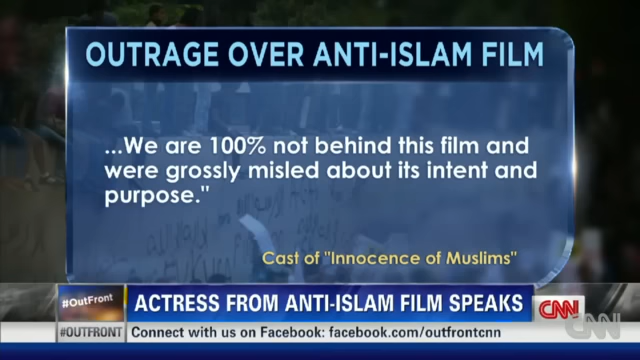 OUTRAGE OVER ANTI-ISLAM FILM
...We are 100% not behind this film and
were grossly misled about its intent and
purpose."
Cast of "Innocence of Muslims"
#OutFront
ACTRESS FROM ANTI-ISLAM FILM SPEAKS
CNN
CNN
#OUTFRONT
Connect with us on Facebook: facebook.com/outfrontcnn